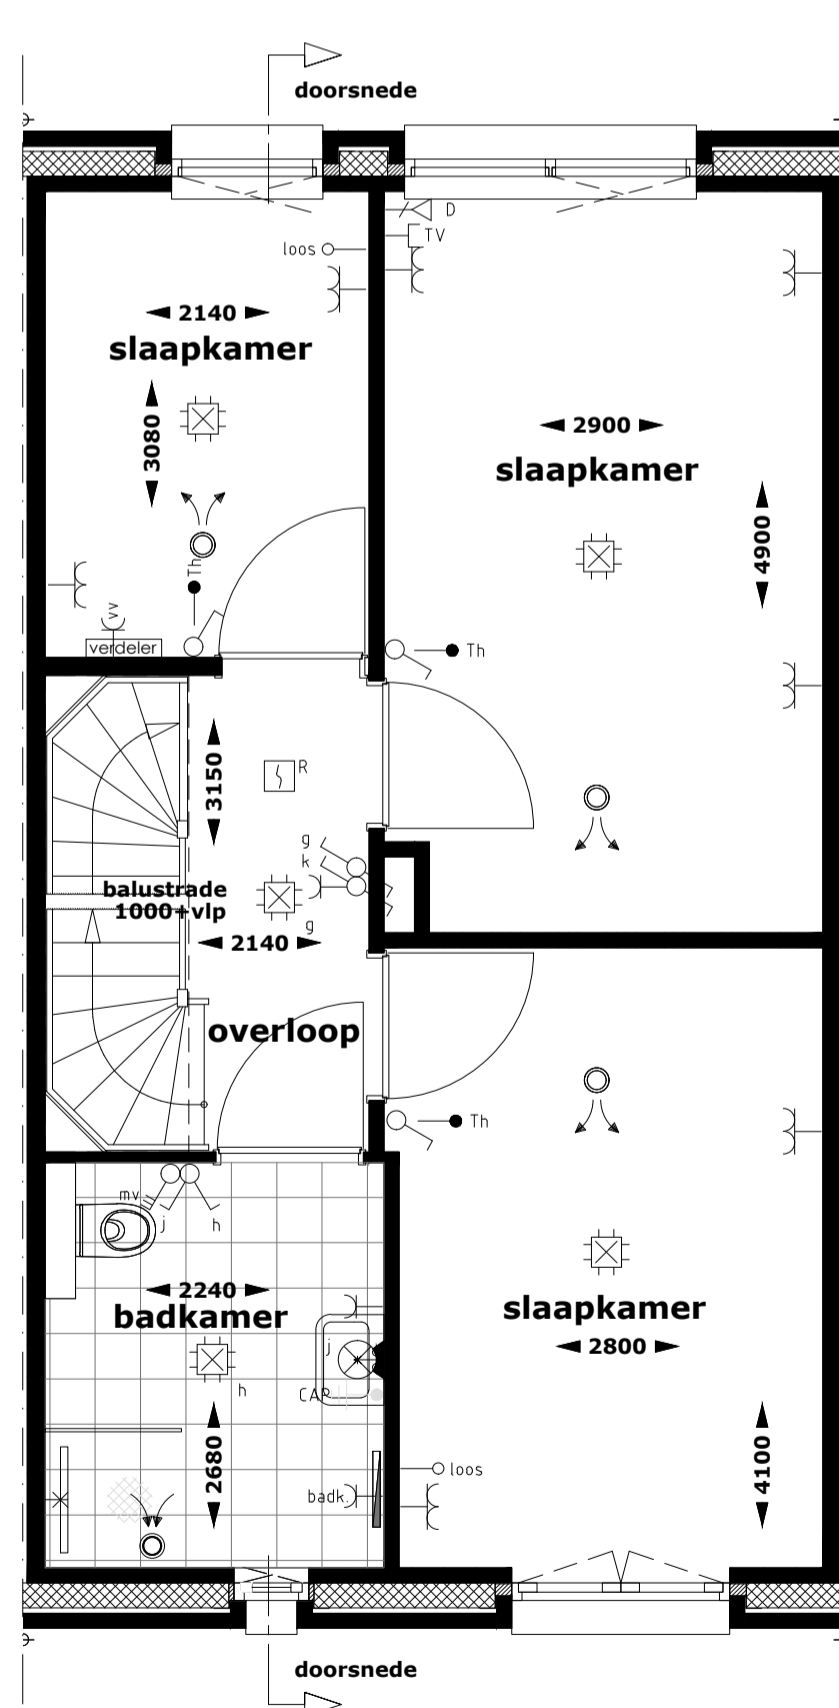 doorsnede
D
TV
loos
2140
slaapkamer
3080
2900
slaapkamer
4900
Th
vv
verdeler
Th
3150
R
g
k
balustrade
1000+vlp
g
2140
overloop
Th
mv
j
h
2240
badkamer
slaapkamer
2800
j
h
CAP
2680
4100
loos
badk.
doorsnede